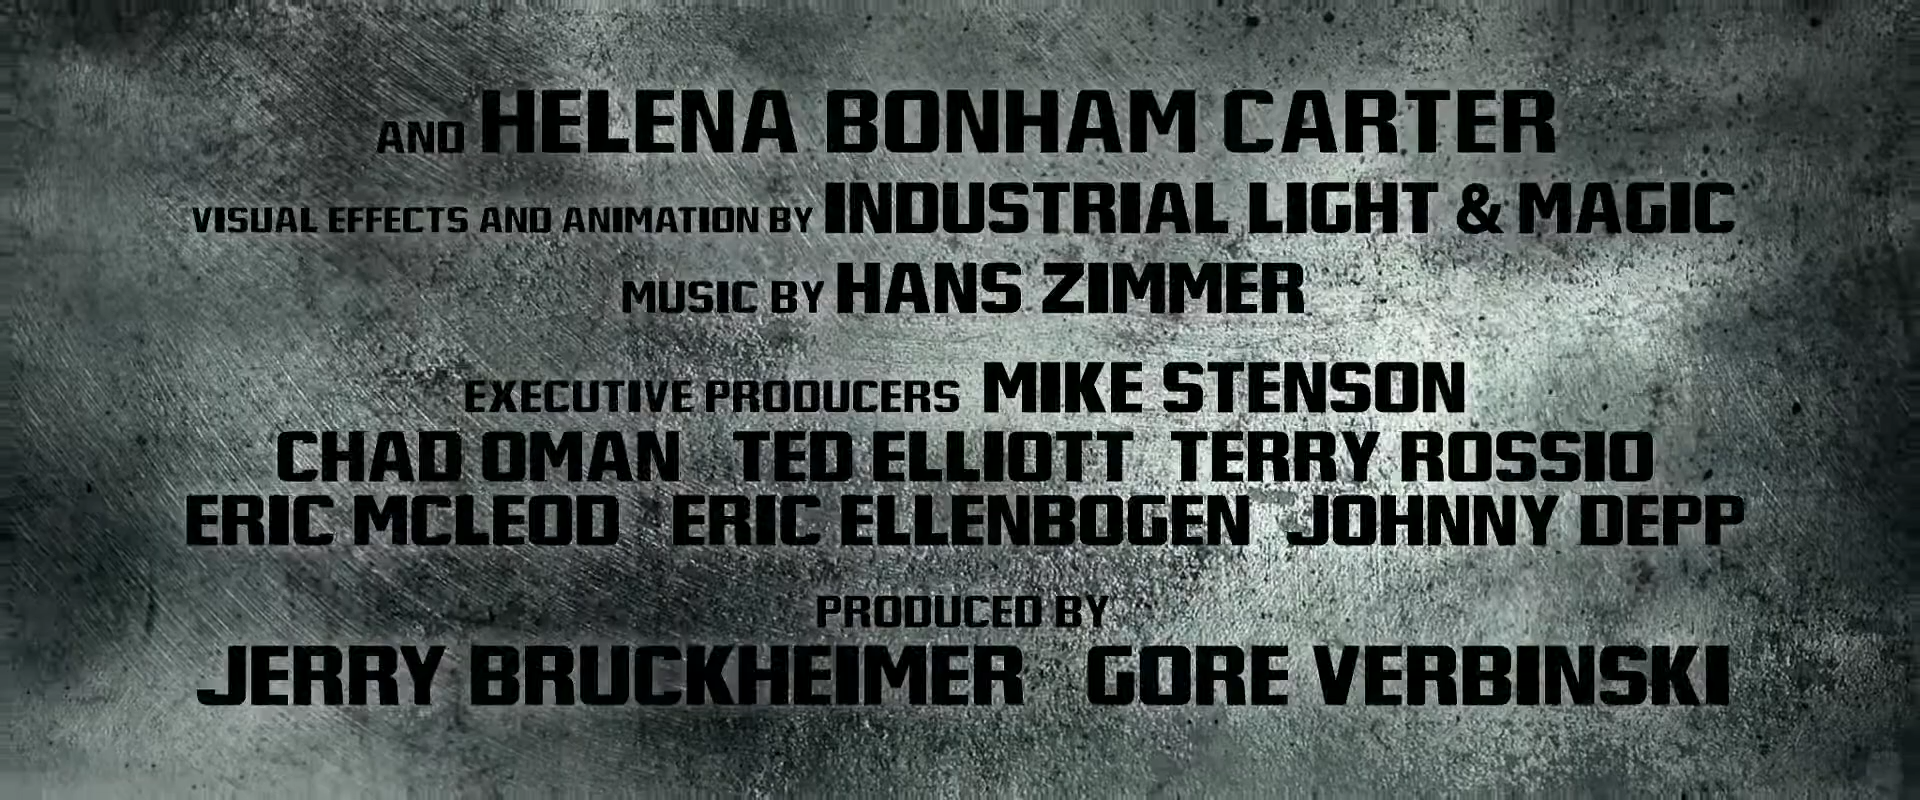 AND HELENA BONHAM CARTER
VISUAL EFFECTS AND ANIMATION BY INDUSTRIAL LIGHT & MAGIC
MUSIC BY HANS ZIMMER
EXECUTIVE PRODUCERS MIKE STENSON
CHAD OMAN TED ELLIOTT TERRY ROSSIO
ERIC MCLEOD ERIC ELLENBOGEN JOHNNY DEPP
PRODUCED BY
JERRY BRUCKHEIMER GORE VERBINSKI